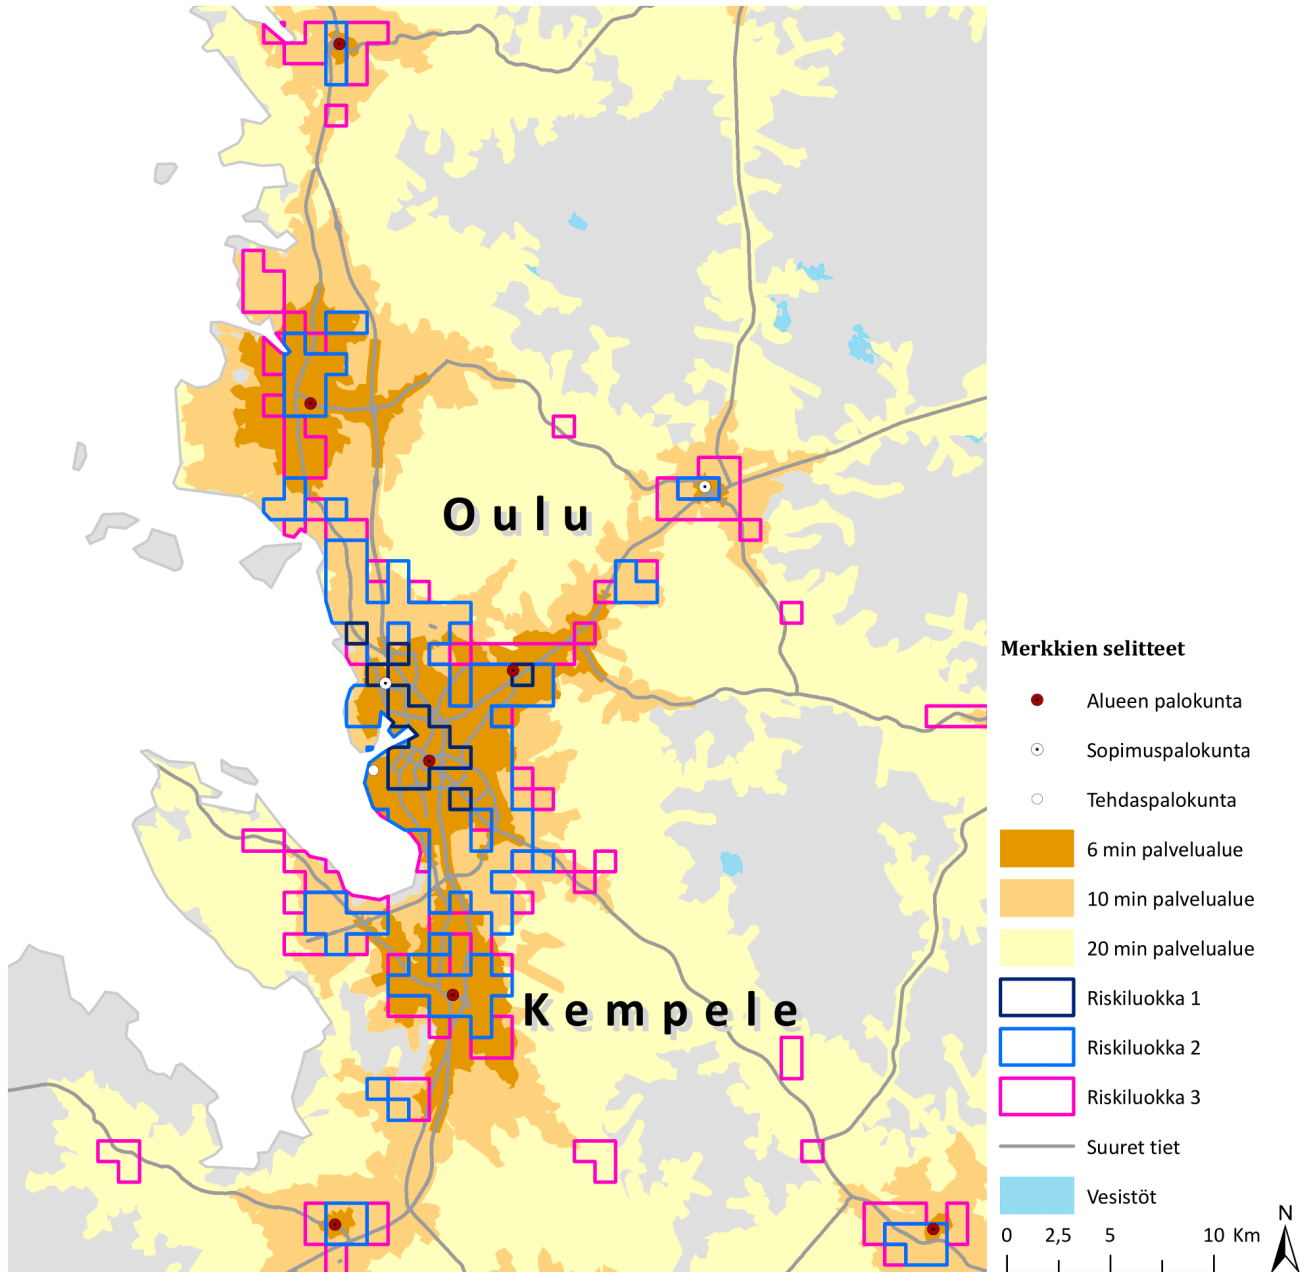 Oulu
Kempele
Merkkien selitteet
Alueen palokunta
Sopimuspalokunta
Tehdaspalokunta
6 min palvelualue
10 min palvelualue
20 min palvelualue
Riskiluokka 1
Riskiluokka 2
Riskiluokka 3
Suuret tiet
Vesistöt
N
0 2,5 5 10 Km